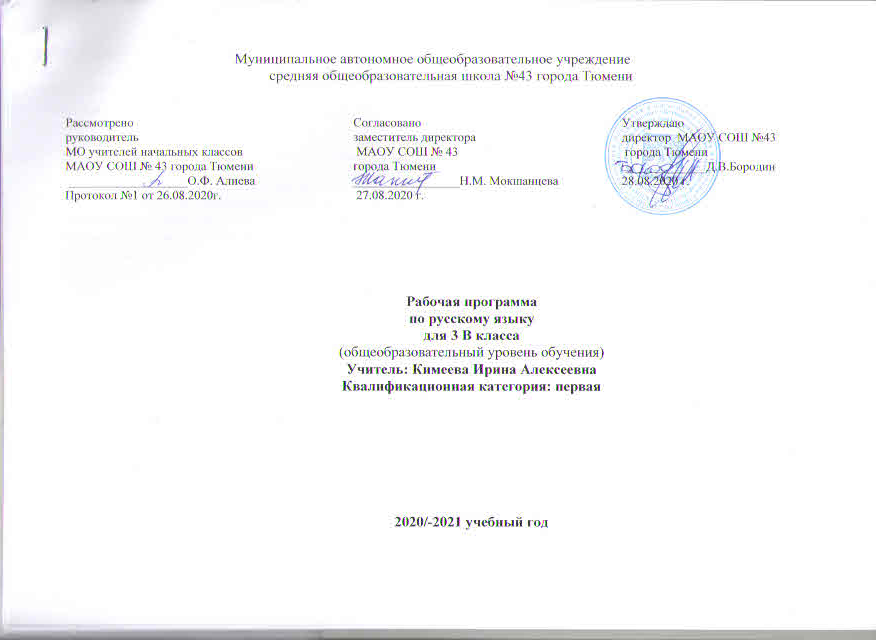 Муниципальное автономное общеобразовательное учреждение
средняя общеобразовательная школа №43 города Тюмени
Рассмотрено
руководитель
МО учителей начальных классов
МАОУ СОШ № 43 города Тюмени
О.Ф. Алиева
Протокол №1 от 26.08.2020г.
Согласовано
заместитель директора
МАОУ СОШ № 43
города Тюмени
Н.М. Мокшанцева
27.08.2020 г.
Утверждаю
директор МАОУ СОШ №43
города Тюмени
Д.В.Бородин
28.08.2020 г.
Рабочая программа
по русскому языку
для 3 В класса
(общеобразовательный уровень обучения)
Учитель: Кимеева Ирина Алексеевна
Квалификационная категория: первая
2020/-2021 учебный год